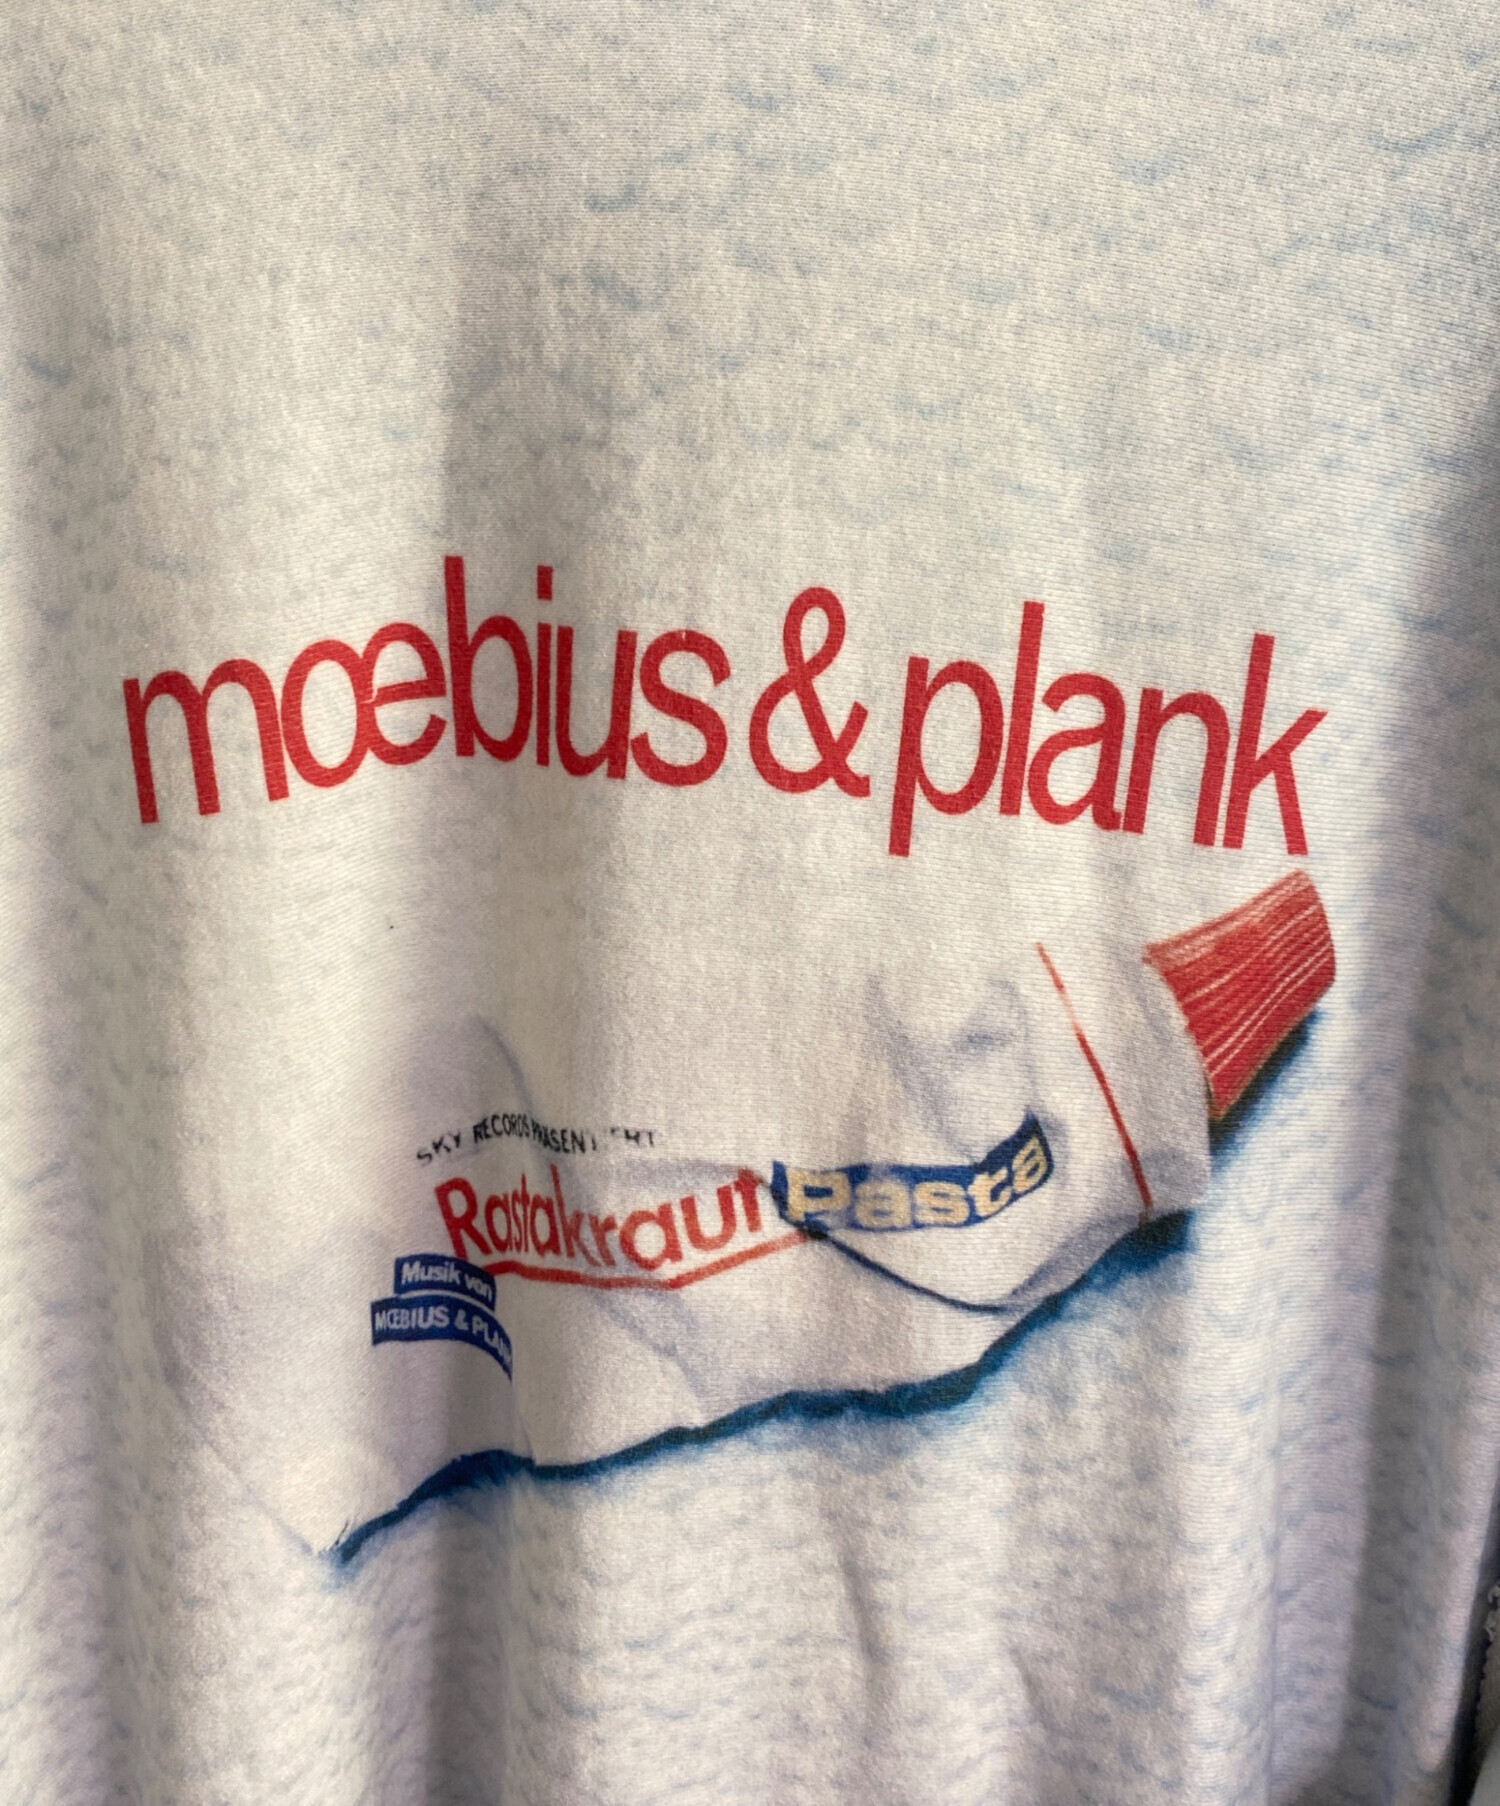 mœbius & plank
SKY RECORDS PRÄSENTIERT
Rastakraut Pasta
Musik von
MŒBIUS & PLANK